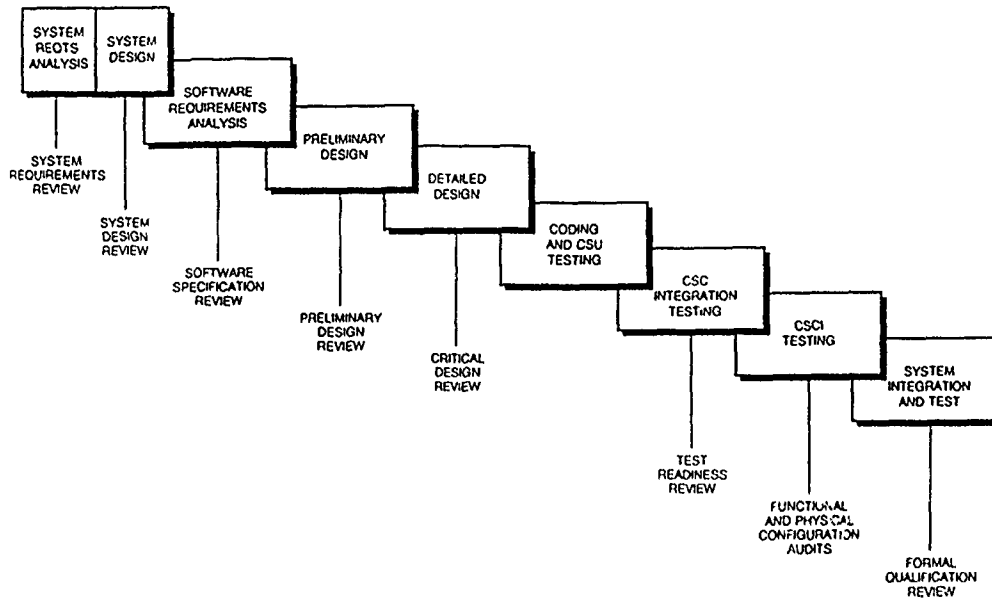 SYSTEM
REQTS
ANALYSIS
SYSTEM
DESIGN
SOFTWARE
REQUIREMENTS
ANALYSIS
PRELIMINARY
DESIGN
DETAILED
DESIGN
CODING
AND CSU
TESTING
CSC
INTEGRATION
TESTING
CSCI
TESTING
SYSTEM
INTEGRATION
AND TEST
SYSTEM
REQUIREMENTS
REVIEW
SYSTEM
DESIGN
REVIEW
SOFTWARE
SPECIFICATION
REVIEW
PRELIMINARY
DESIGN
REVIEW
CRITICAL
DESIGN
REVIEW
TEST
READINESS
REVIEW
FUNCTIONAL
AND PHYSICAL
CONFIGURATION
AUDITS
FORMAL
QUALIFICATION
REVIEW